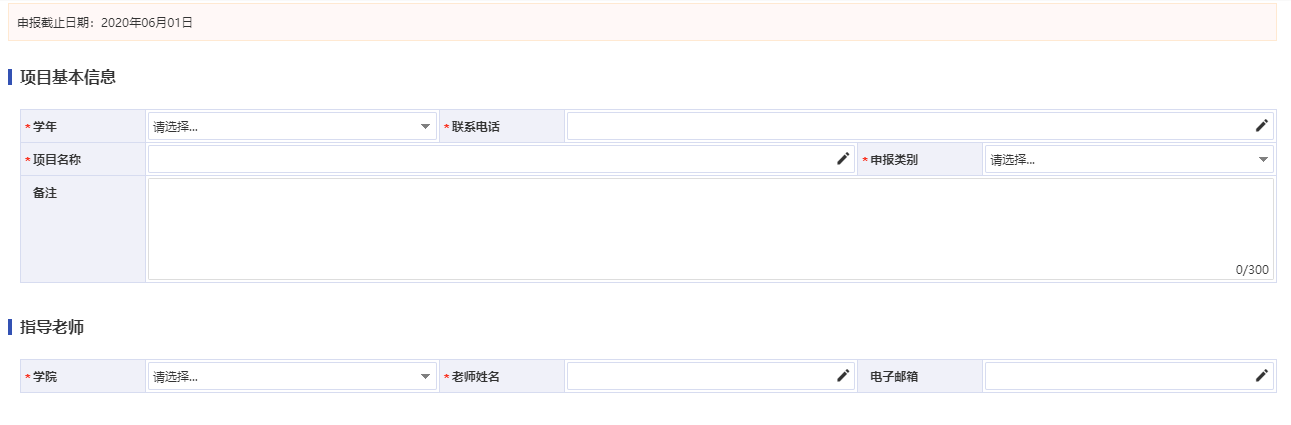 申报截止日期：2020年06月01日
项目基本信息
* 学年 请选择... * 联系电话
* 项目名称 * 申报类别 请选择...
备注
0/300
指导老师
* 学院 请选择... * 老师姓名 电子邮箱